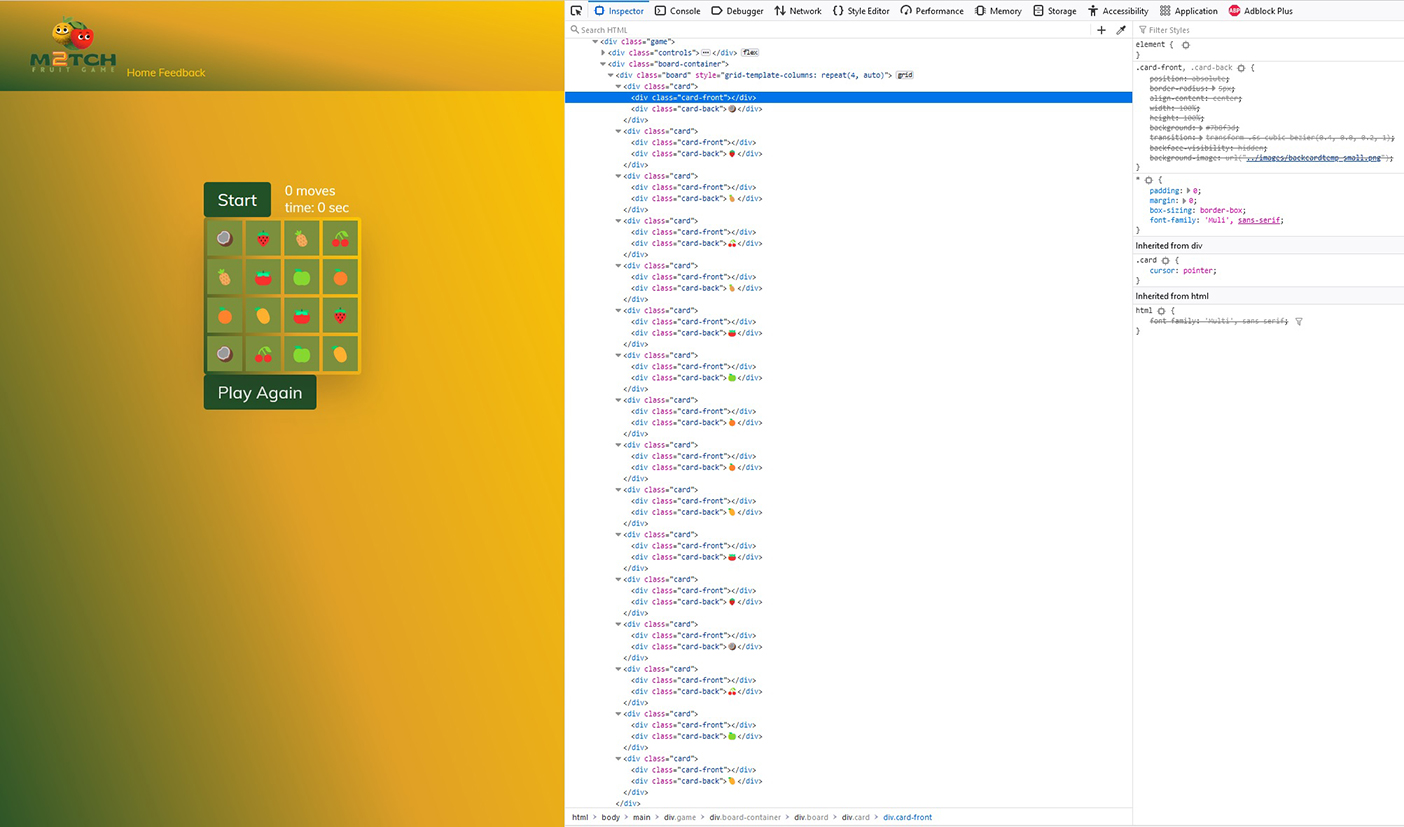 M2TCH
FRUIT GAME
Home Feedback
Start
0 moves
time: 0 sec
Play Again
Inspector Console Debugger Network Style Editor Performance Memory Storage Accessibility Application ABP Adblock Plus
Search HTML
<div class="game">
<div class="controls"> ⋯ </div> flex
<div class="board-container">
<div class="board" style="grid-template-columns: repeat(4, auto)"> grid
<div class="card">
<div class="card-front"></div>
<div class="card-back">🥥</div>
</div>
<div class="card">
<div class="card-front"></div>
<div class="card-back">🍓</div>
</div>
<div class="card">
<div class="card-front"></div>
<div class="card-back">🍍</div>
</div>
<div class="card">
<div class="card-front"></div>
<div class="card-back">🍒</div>
</div>
<div class="card">
<div class="card-front"></div>
<div class="card-back">🍍</div>
</div>
<div class="card">
<div class="card-front"></div>
<div class="card-back">🍅</div>
</div>
<div class="card">
<div class="card-front"></div>
<div class="card-back">🍏</div>
</div>
<div class="card">
<div class="card-front"></div>
<div class="card-back">🍊</div>
</div>
<div class="card">
<div class="card-front"></div>
<div class="card-back">🍊</div>
</div>
<div class="card">
<div class="card-front"></div>
<div class="card-back">🥭</div>
</div>
<div class="card">
<div class="card-front"></div>
<div class="card-back">🍅</div>
</div>
<div class="card">
<div class="card-front"></div>
<div class="card-back">🍓</div>
</div>
<div class="card">
<div class="card-front"></div>
<div class="card-back">🥥</div>
</div>
<div class="card">
<div class="card-front"></div>
<div class="card-back">🍒</div>
</div>
<div class="card">
<div class="card-front"></div>
<div class="card-back">🍏</div>
</div>
<div class="card">
<div class="card-front"></div>
<div class="card-back">🥭</div>
</div>
</div>
html > body > main > div.game > div.board-container > div.board > div.card > div.card-front
Filter Styles
element {
}
.card-front, .card-back {
position: absolute;
border-radius: 5px;
align-content: center;
width: 100%;
height: 100%;
background: #7b8f3d;
transition: transform .6s cubic-bezier(0.4, 0.0, 0.2, 1);
backface-visibility: hidden;
background-image: url("../images/backcardtemp_small.png");
}
* {
padding: 0;
margin: 0;
box-sizing: border-box;
font-family: 'Muli', sans-serif;
}
Inherited from div
.card {
cursor: pointer;
}
Inherited from html
html {
font-family: 'Multi', sans-serif;
}